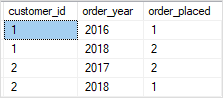 customer_id order_year order_placed
1 2016 1
1 2018 2
2 2017 2
2 2018 1